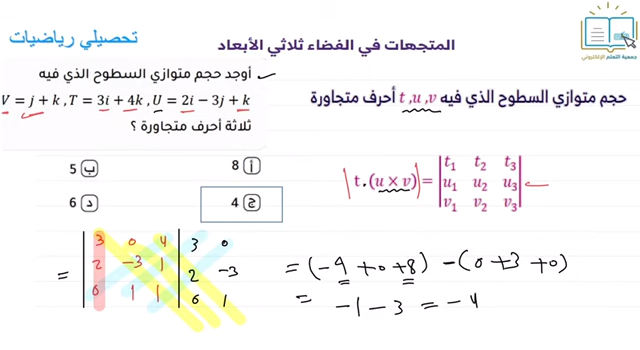 تحصيلي رياضيات
المتجهات في الفضاء ثلاثي الأبعاد
جمعية التعلم الإلكتروني
أوجد حجم متوازي السطوح الذي فيه
V = j + k , T = 3i + 4k , U = 2i − 3j + k
ثلاثة أحرف متجاورة ؟
أ 8
ب 5
ج 4
د 6
حجم متوازي السطوح الذي فيه t , u , v أحرف متجاورة
|t . (u × v)| = | t₁ t₂ t₃ |
| u₁ u₂ u₃ |
| v₁ v₂ v₃ |
= | 3 0 4 | 3 0
| 2 −3 1 | 2 −3
| 0 1 1 | 0 1
= (−9 + 0 + 8) − (0 + 3 + 0)
= −1 − 3 = −4